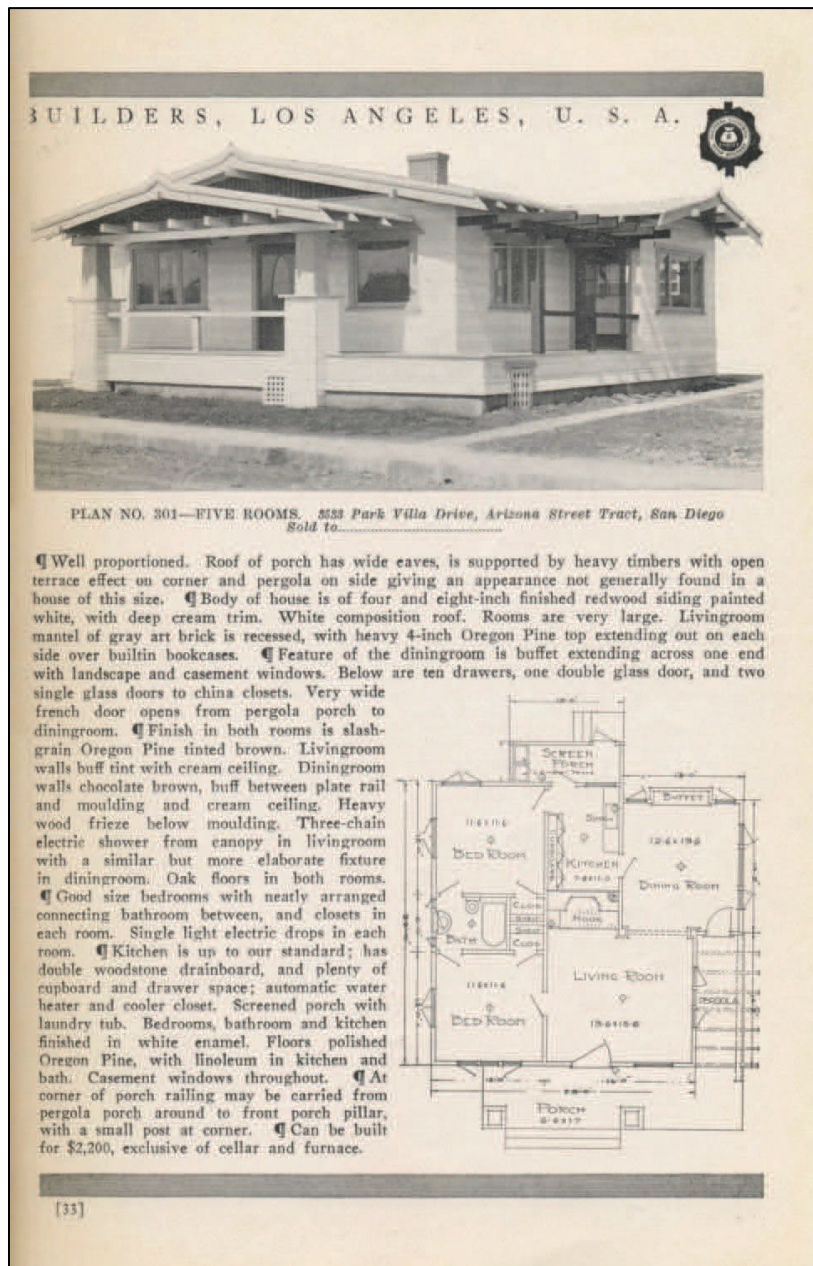 BUILDERS, LOS ANGELES, U. S. A.
PLAN NO. 301—FIVE ROOMS. 3533 Park Villa Drive, Arizona Street Tract, San Diego
Sold to
¶ Well proportioned. Roof of porch has wide eaves, is supported by heavy timbers with open
terrace effect on corner and pergola on side giving an appearance not generally found in a
house of this size. ¶ Body of house is of four and eight-inch finished redwood siding painted
white, with deep cream trim. White composition roof. Rooms are very large. Livingroom
mantel of gray art brick is recessed, with heavy 4-inch Oregon Pine top extending out on each
side over builtin bookcases. ¶ Feature of the diningroom is buffet extending across one end
with landscape and casement windows. Below are ten drawers, one double glass door, and two
single glass doors to china closets. Very wide
french door opens from pergola porch to
diningroom. ¶ Finish in both rooms is slash-
grain Oregon Pine tinted brown. Livingroom
walls buff tint with cream ceiling. Diningroom
walls chocolate brown, buff between plate rail
and moulding and cream ceiling. Heavy
wood frieze below moulding. Three-chain
electric shower from canopy in livingroom
with a similar but more elaborate fixture
in diningroom. Oak floors in both rooms.
¶ Good size bedrooms with neatly arranged
connecting bathroom between, and closets in
each room. Single light electric drops in each
room. ¶ Kitchen is up to our standard; has
double woodstone drainboard, and plenty of
cupboard and drawer space; automatic water
heater and cooler closet. Screened porch with
laundry tub. Bedrooms, bathroom and kitchen
finished in white enamel. Floors polished
Oregon Pine, with linoleum in kitchen and
bath. Casement windows throughout. ¶ At
corner of porch railing may be carried from
pergola porch around to front porch pillar,
with a small post at corner. ¶ Can be built
for $2,200, exclusive of cellar and furnace.
SCREEN
PORCH
BUFFET
11-6x11-6
SINK
BED ROOM
KITCHEN
DINING ROOM
CLOS.
NOOK
BATH
CLOS.
LIVING ROOM
11-6x11-6
PERGOLA
BED ROOM
PORCH
6-6x17
[33]